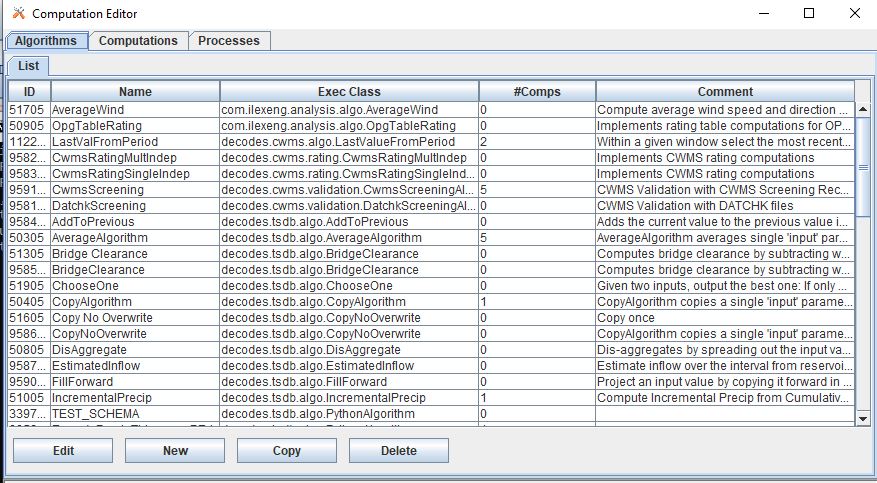 Computation Editor
Algorithms Computations Processes
List
ID Name Exec Class #Comps Comment
51705 AverageWind com.ilexeng.analysis.algo.AverageWind 0 Compute average wind speed and direction ...
50905 OpgTableRating com.ilexeng.analysis.algo.OpgTableRating 0 Implements rating table computations for OP...
1122... LastValFromPeriod decodes.cwms.algo.LastValueFromPeriod 2 Within a given window select the most recent...
9582... CwmsRatingMultIndep decodes.cwms.rating.CwmsRatingMultIndep 0 Implements CWMS rating computations
9583... CwmsRatingSingleIndep decodes.cwms.rating.CwmsRatingSingleInd... 0 Implements CWMS rating computations
9591... CwmsScreening decodes.cwms.validation.CwmsScreeningAl... 5 CWMS Validation with CWMS Screening Rec...
9581... DatchkScreening decodes.cwms.validation.DatchkScreeningAl... 0 CWMS Validation with DATCHK files
9584... AddToPrevious decodes.tsdb.algo.AddToPrevious 0 Adds the current value to the previous value i...
50305 AverageAlgorithm decodes.tsdb.algo.AverageAlgorithm 5 AverageAlgorithm averages single 'input' par...
51305 Bridge Clearance decodes.tsdb.algo.BridgeClearance 0 Computes bridge clearance by subtracting w...
9585... BridgeClearance decodes.tsdb.algo.BridgeClearance 0 Computes bridge clearance by subtracting w...
51905 ChooseOne decodes.tsdb.algo.ChooseOne 0 Given two inputs, output the best one: If only ...
50405 CopyAlgorithm decodes.tsdb.algo.CopyAlgorithm 1 CopyAlgorithm copies a single 'input' parame...
51605 Copy No Overwrite decodes.tsdb.algo.CopyNoOverwrite 0 Copy once
9586... CopyNoOverwrite decodes.tsdb.algo.CopyNoOverwrite 0 CopyAlgorithm copies a single 'input' parame...
50805 DisAggregate decodes.tsdb.algo.DisAggregate 0 Dis-aggregates by spreading out the input va...
9587... EstimatedInflow decodes.tsdb.algo.EstimatedInflow 0 Estimate inflow over the interval from reservoi...
9590... FillForward decodes.tsdb.algo.FillForward 0 Project an input value by copying it forward in ...
51005 IncrementalPrecip decodes.tsdb.algo.IncrementalPrecip 1 Compute Incremental Precip from Cumulativ...
3397... TEST_SCHEMA decodes.tsdb.algo.PythonAlgorithm 0
Edit New Copy Delete